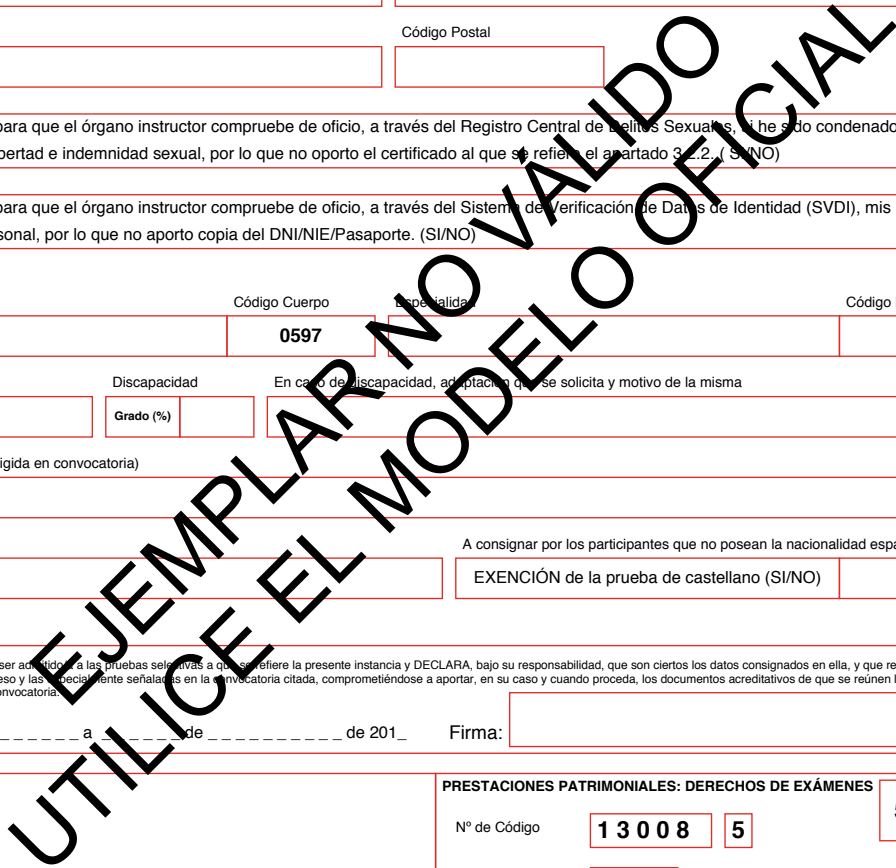 Código Postal
para que el órgano instructor compruebe de oficio, a través del Registro Central de Delitos Sexuales, si he sido condenado
libertad e indemnidad sexual, por lo que no oporto el certificado al que se refiere el apartado 3.2.2. ( SI/NO)
para que el órgano instructor compruebe de oficio, a través del Sistema de Verificación de Datos de Identidad (SVDI), mis
sonal, por lo que no aporto copia del DNI/NIE/Pasaporte. (SI/NO)
Código Cuerpo Especialidad Código
0597
Discapacidad En caso de discapacidad, adaptación que se solicita y motivo de la misma
Grado (%)
igida en convocatoria)
A consignar por los participantes que no posean la nacionalidad espa
EXENCIÓN de la prueba de castellano (SI/NO)
ser admitido/a a las pruebas selectivas a que se refiere la presente instancia y DECLARA, bajo su responsabilidad, que son ciertos los datos consignados en ella, y que re
eso y las especialmente señaladas en la convocatoria citada, comprometiéndose a aportar, en su caso y cuando proceda, los documentos acreditativos de que se reúnen l
onvocatoria.
_ _ _ _ _ _ a _ _ _ _ _ _ de _ _ _ _ _ _ _ _ _ _ de 201_ Firma:
PRESTACIONES PATRIMONIALES: DERECHOS DE EXÁMENES
Nº de Código 13008 5
EJEMPLAR NO VALIDO
UTILICE EL MODELO OFICIAL